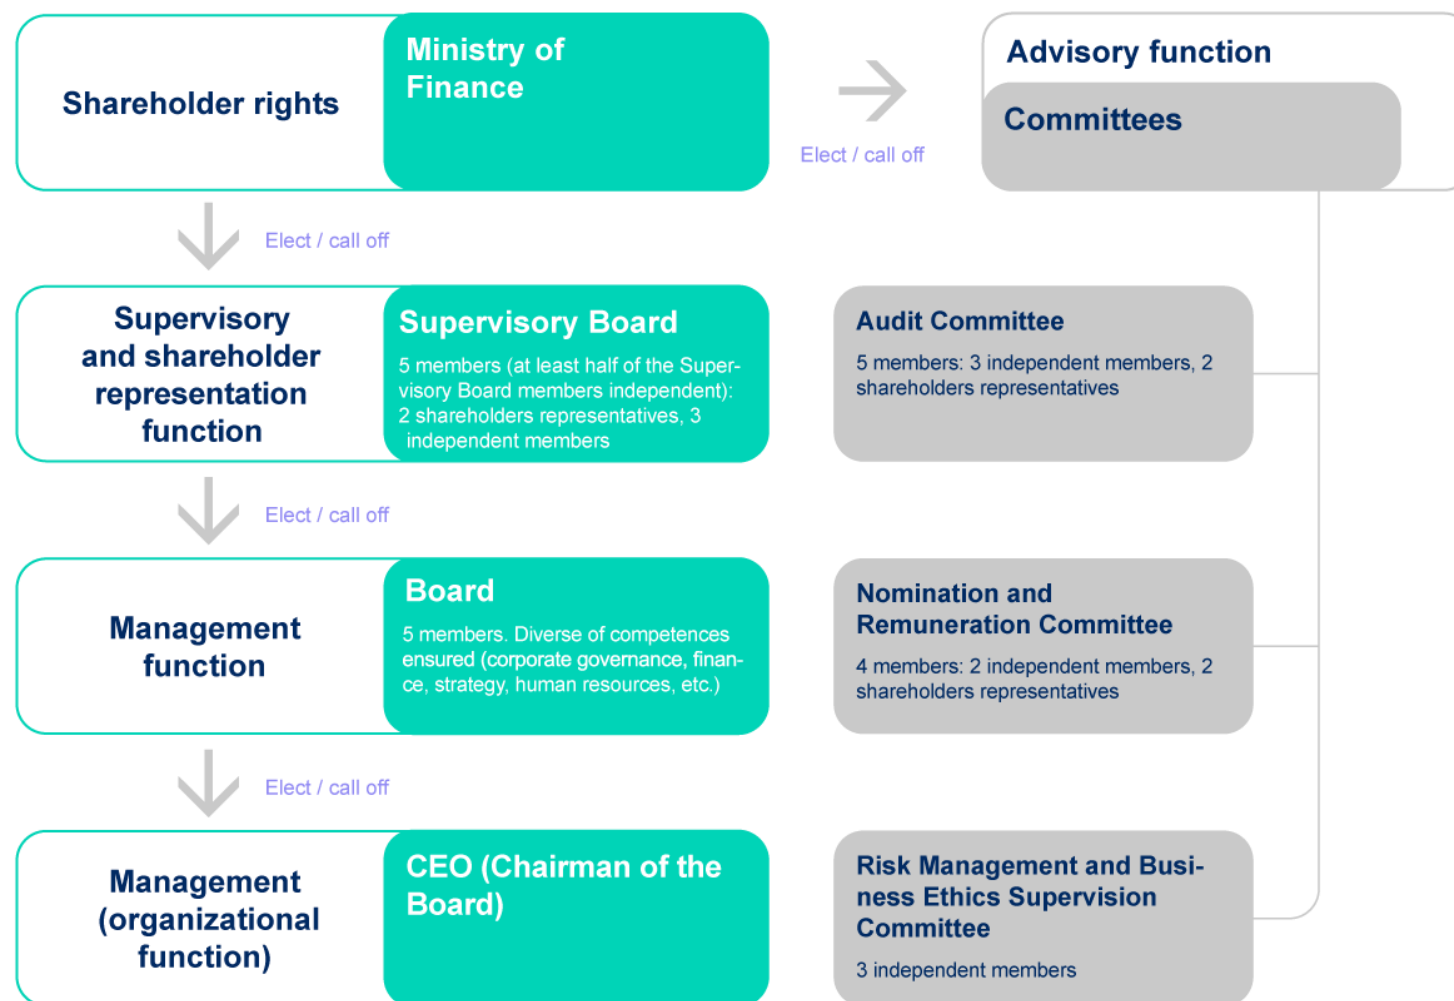 Shareholder rights
Ministry of
Finance
Elect / call off
Advisory function
Committees
Elect / call off
Supervisory
and shareholder
representation
function
Supervisory Board
5 members (at least half of the Super-
visory Board members independent):
2 shareholders representatives, 3
independent members
Audit Committee
5 members: 3 independent members, 2
shareholders representatives
Elect / call off
Management
function
Board
5 members. Diverse of competences
ensured (corporate governance, finan-
ce, strategy, human resources, etc.)
Nomination and
Remuneration Committee
4 members: 2 independent members, 2
shareholders representatives
Elect / call off
Management
(organizational
function)
CEO (Chairman of the
Board)
Risk Management and Busi-
ness Ethics Supervision
Committee
3 independent members